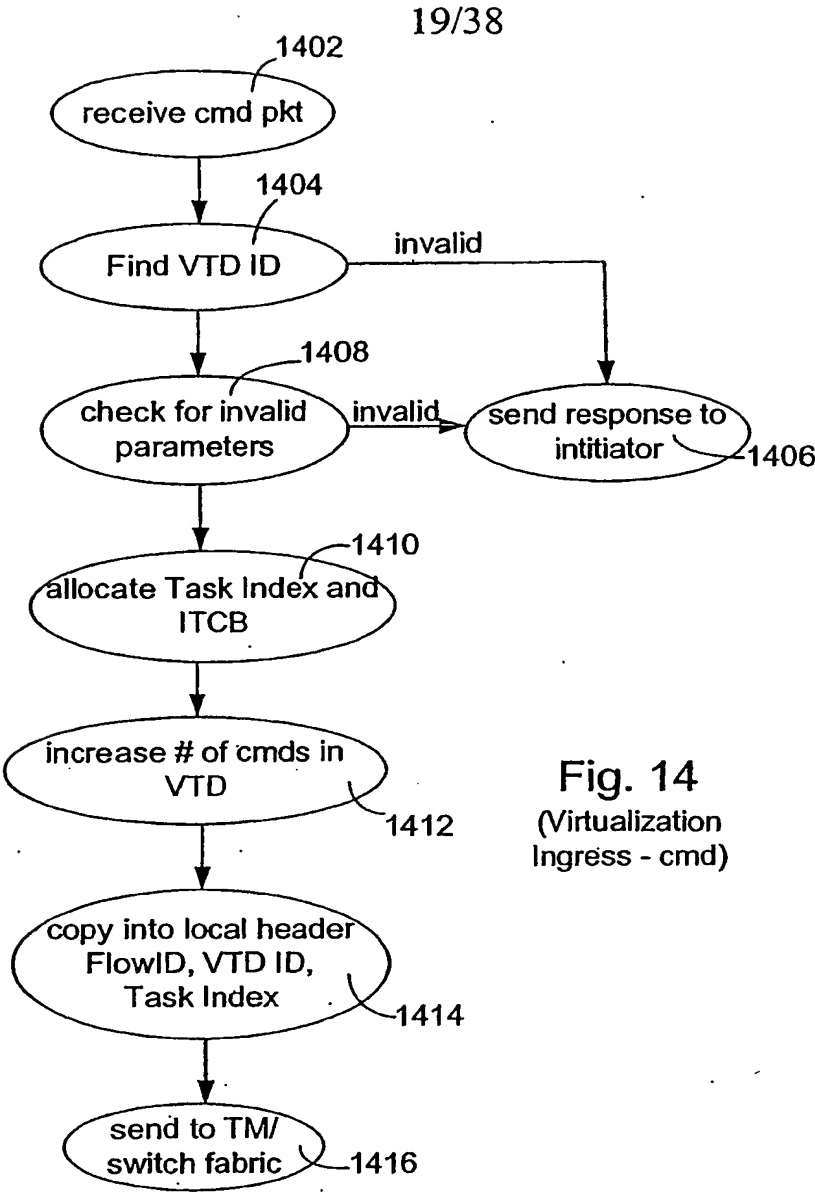 19/38
1402
receive cmd pkt
1404
Find VTD ID
invalid
1408
check for invalid
parameters
invalid
send response to
intitiator
1406
1410
allocate Task Index and
ITCB
increase # of cmds in
VTD
1412
Fig. 14
(Virtualization
Ingress - cmd)
copy into local header
FlowID, VTD ID,
Task Index
1414
send to TM/
switch fabric
1416